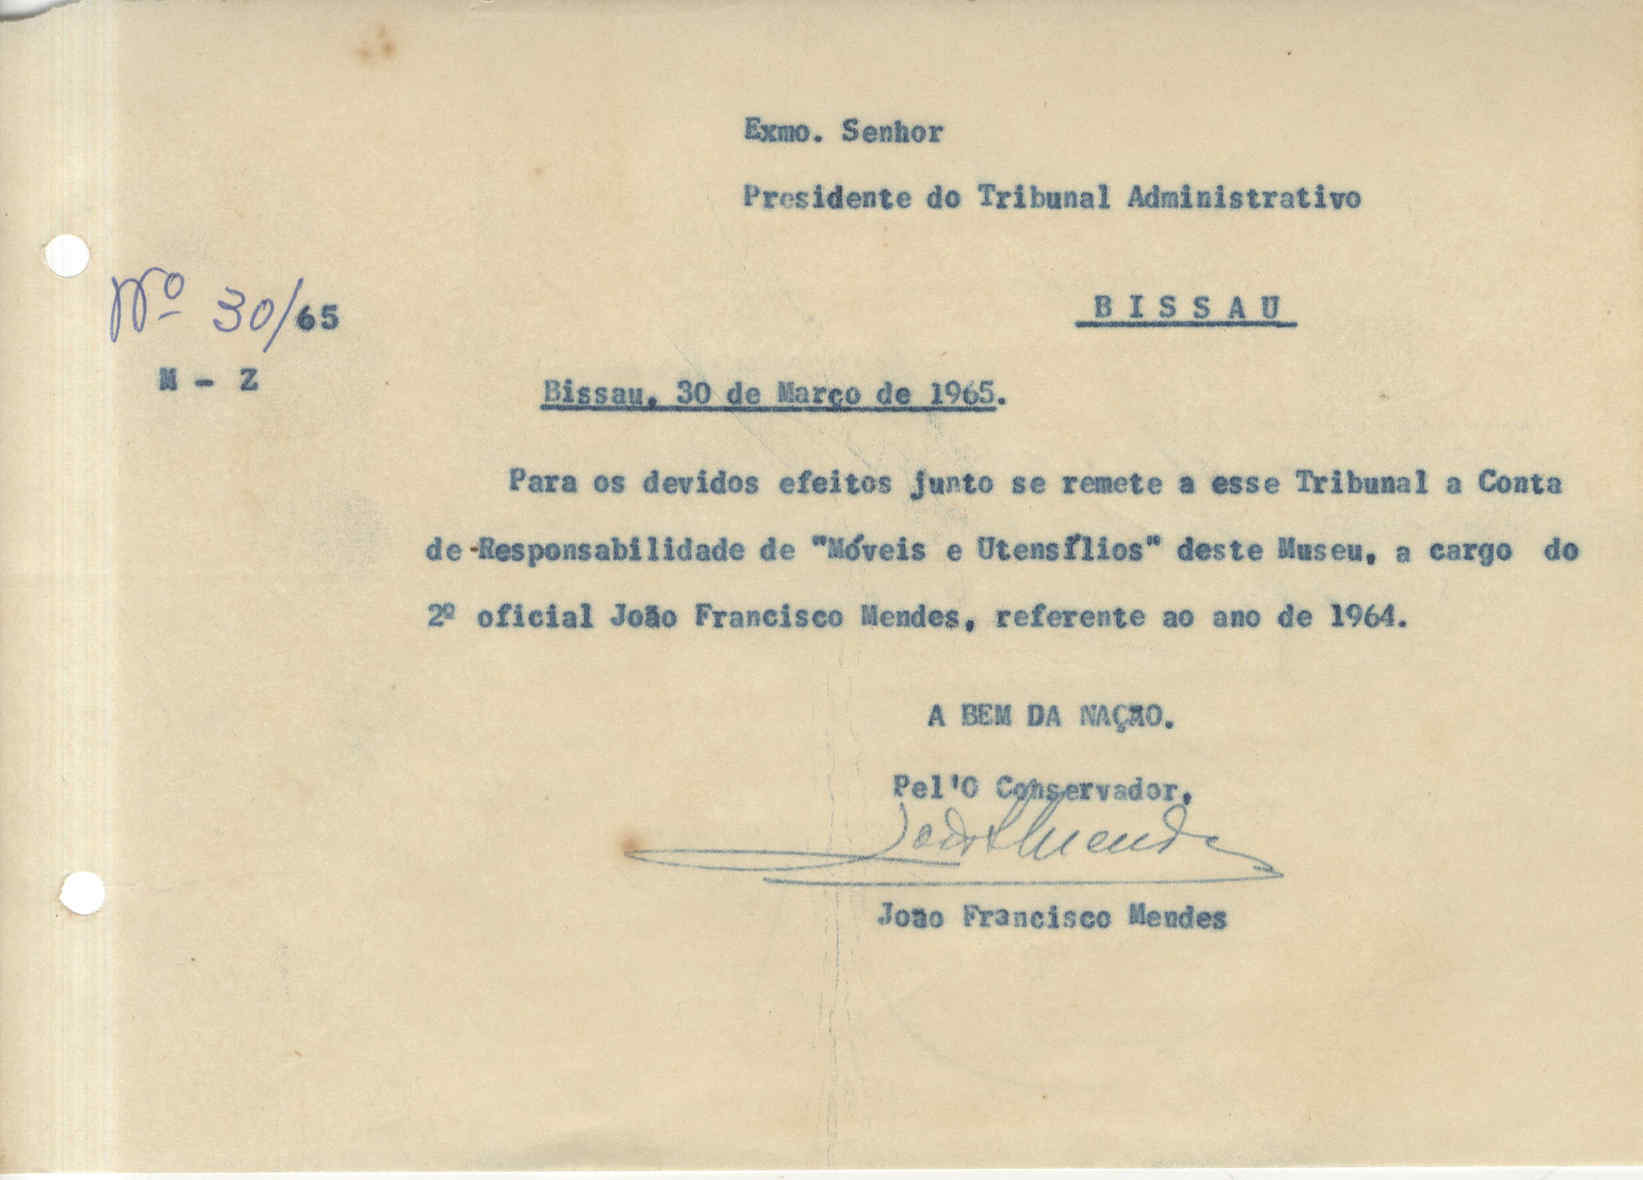 Exmo. Senhor
Presidente do Tribunal Administrativo
BISSAU
Nº 30/65
M - Z
Bissau, 30 de Março de 1965.
Para os devidos efeitos junto se remete a esse Tribunal a Conta
de Responsabilidade de "Móveis e Utensílios" deste Museu, a cargo do
2º oficial João Francisco Mendes, referente ao ano de 1964.
A BEM DA NAÇÃO.
Pel'O Conservador,
João F Mendes
João Francisco Mendes